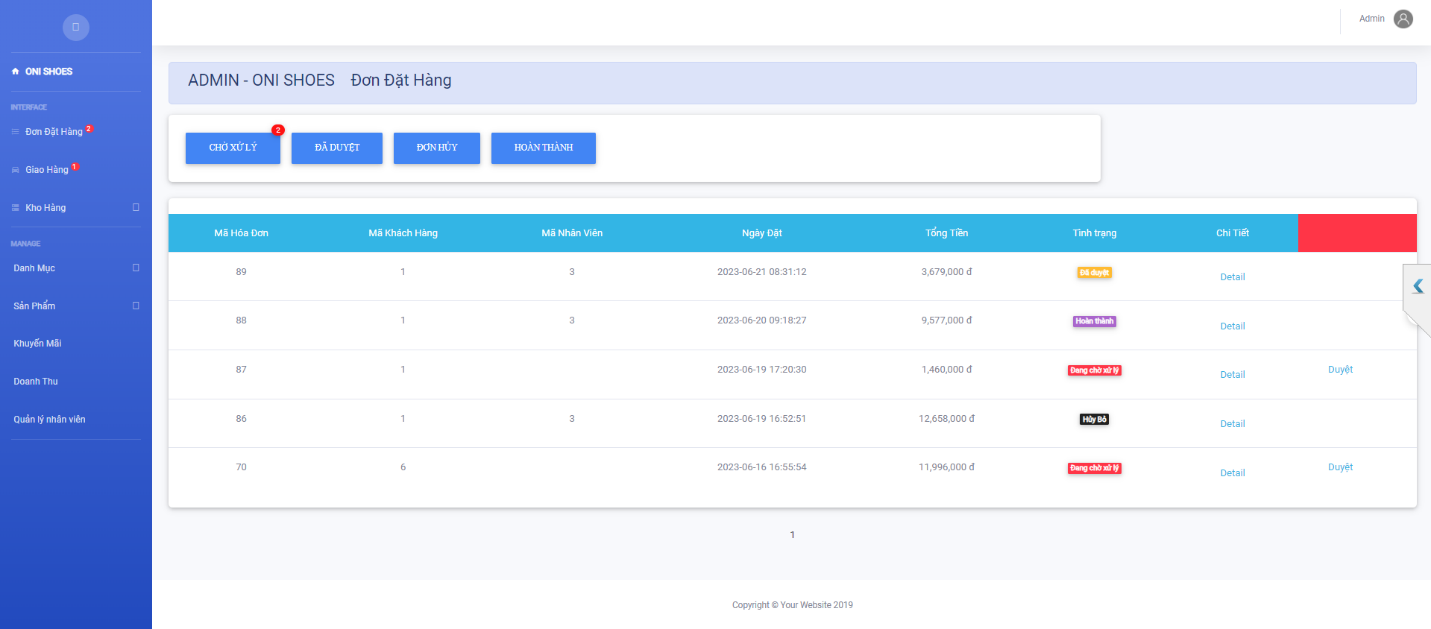 Admin
ONI SHOES
INTERFACE
Đơn Đặt Hàng 2
Giao Hàng 1
Kho Hàng
MANAGE
Danh Mục
Sản Phẩm
Khuyến Mãi
Doanh Thu
Quản lý nhân viên
ADMIN - ONI SHOES Đơn Đặt Hàng
CHỜ XỬ LÝ 2 ĐÃ DUYỆT ĐƠN HỦY HOÀN THÀNH
Mã Hóa Đơn Mã Khách Hàng Mã Nhân Viên Ngày Đặt Tổng Tiền Tình trạng Chi Tiết
89 1 3 2023-06-21 08:31:12 3,679,000 đ Đã duyệt Detail
88 1 3 2023-06-20 09:18:27 9,577,000 đ Hoàn thành Detail
87 1 2023-06-19 17:20:30 1,460,000 đ Đang chờ xử lý Detail Duyệt
86 1 3 2023-06-19 16:52:51 12,658,000 đ Hủy Bỏ Detail
70 6 2023-06-16 16:55:54 11,996,000 đ Đang chờ xử lý Detail Duyệt
1
Copyright © Your Website 2019